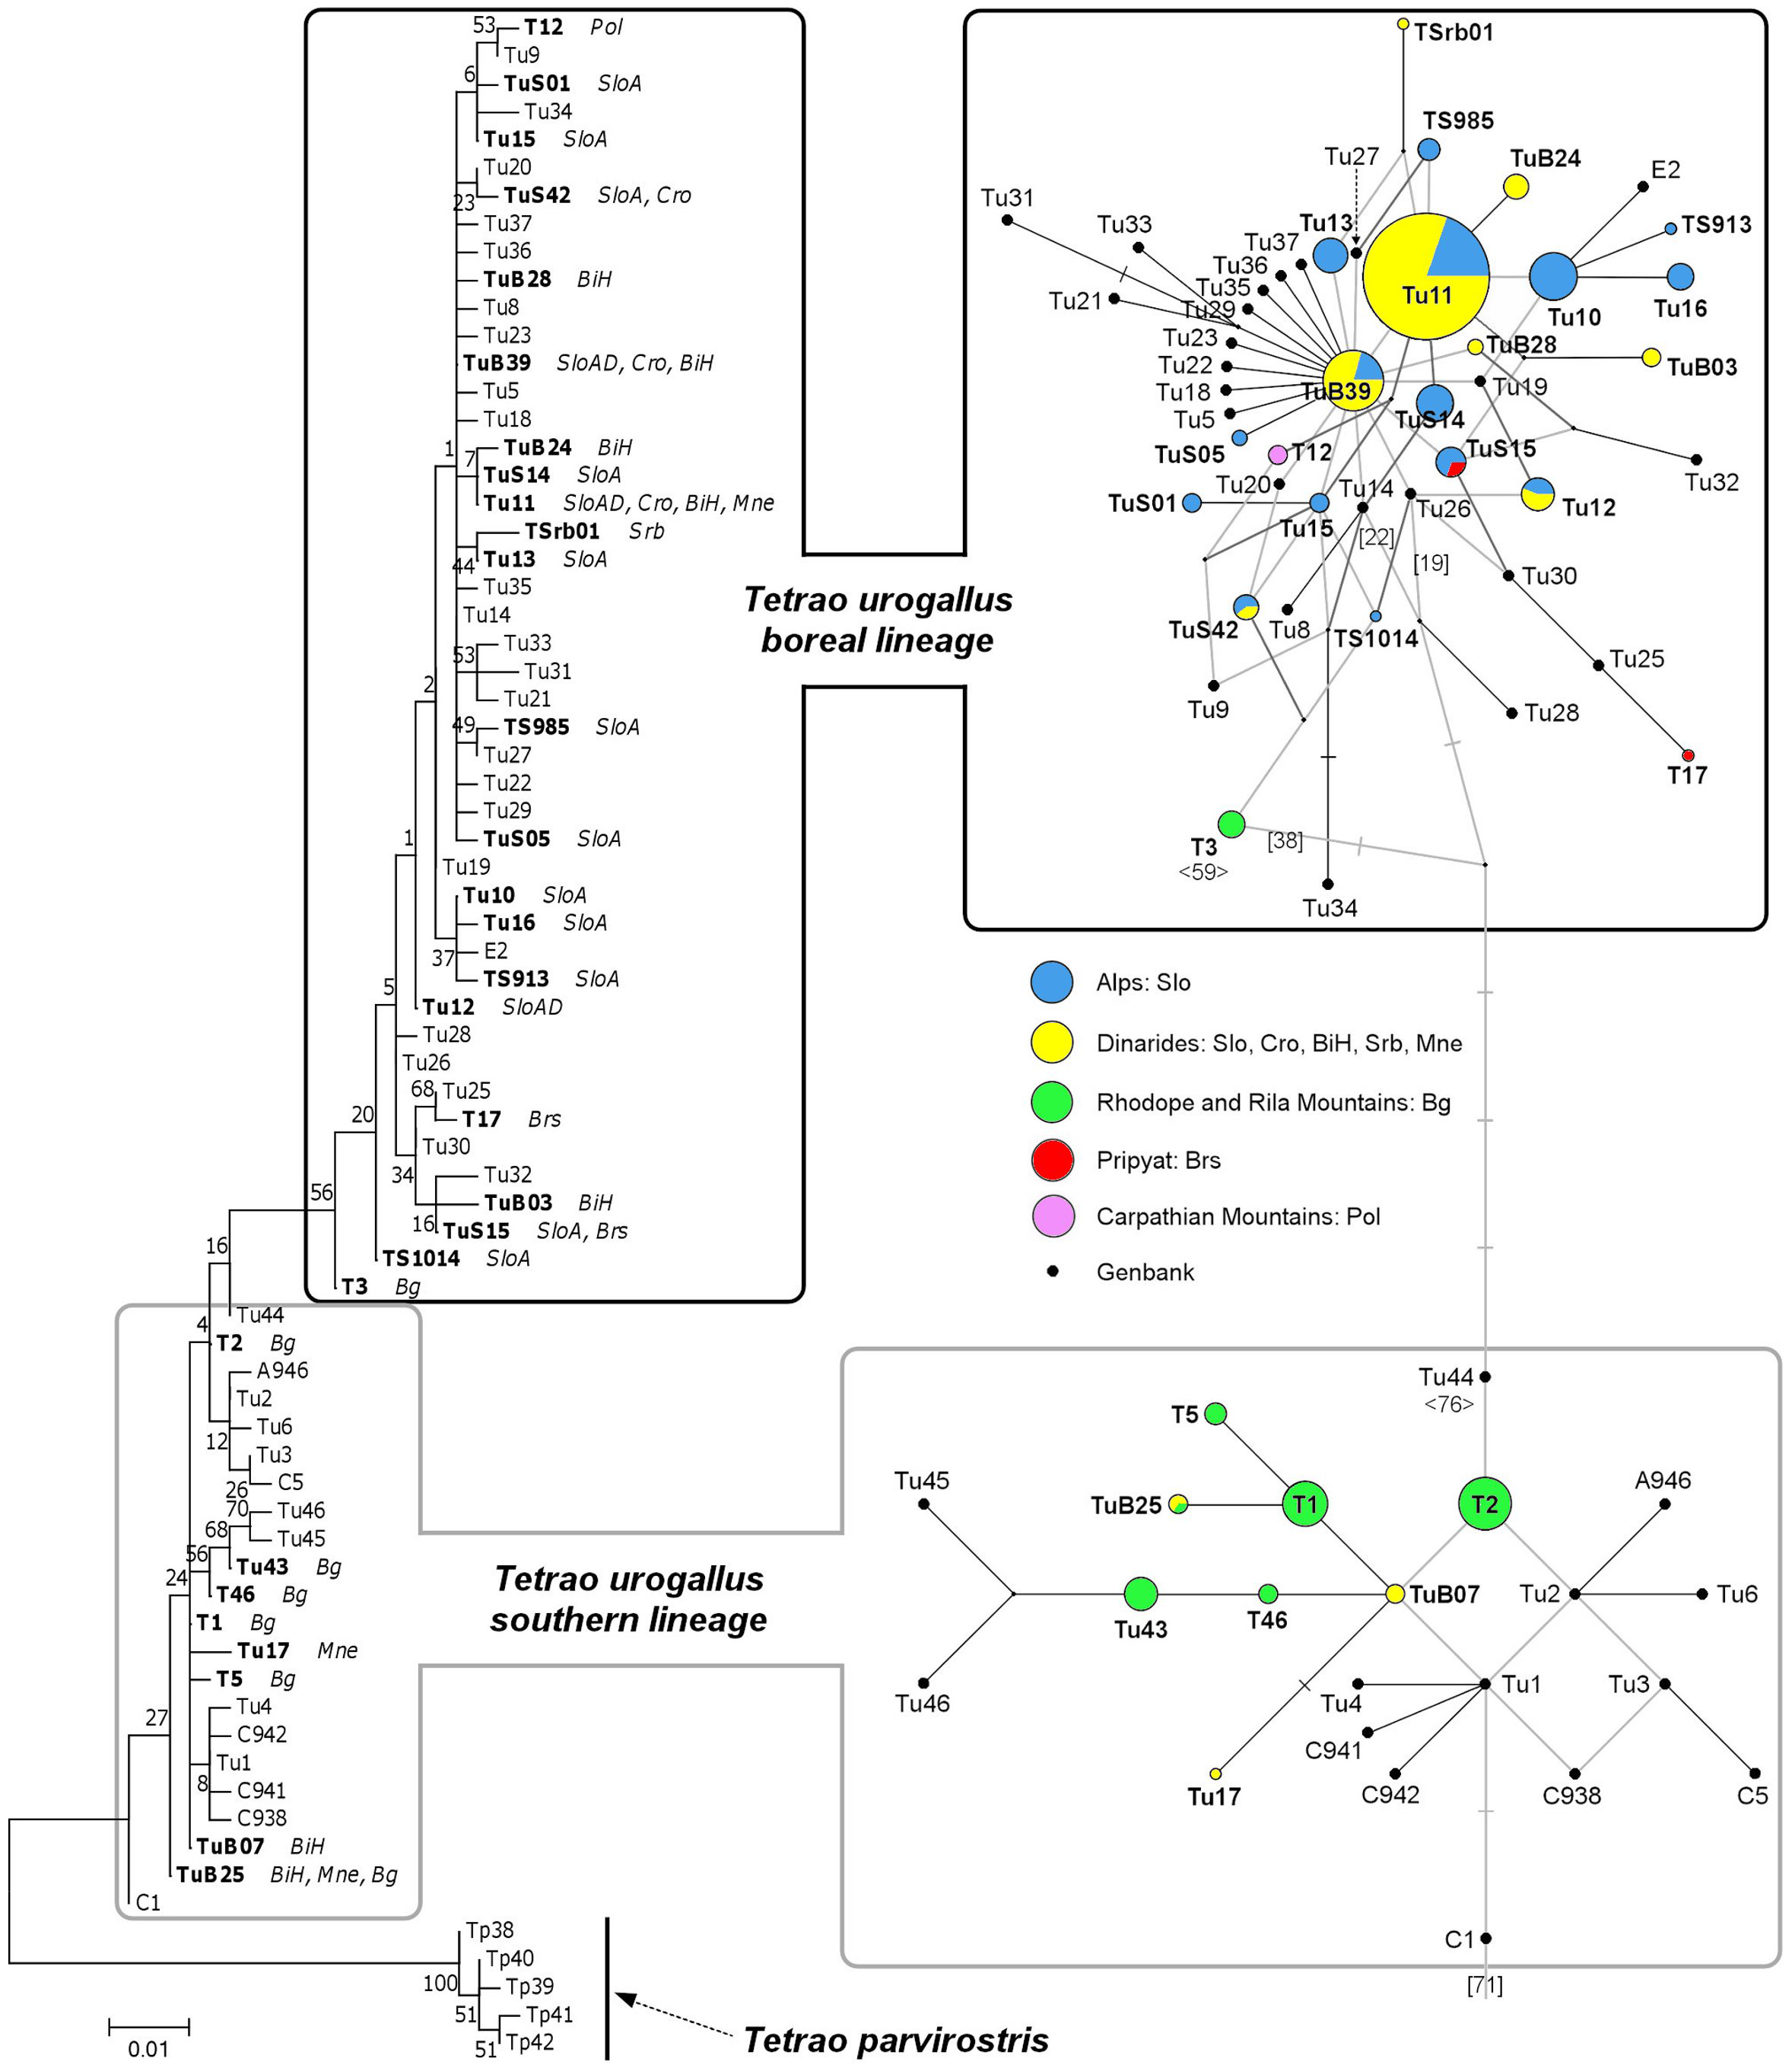 53 T12 Pol
Tu9
6 TuS01 SloA
Tu34
Tu15 SloA
Tu20
TuS42 SloA, Cro
23
Tu37
Tu36
TuB28 BiH
Tu8
Tu23
TuB39 SloAD, Cro, BiH
Tu5
Tu18
1 7 TuB24 BiH
TuS14 SloA
Tu11 SloAD, Cro, BiH, Mne
TSrb01 Srb
44 Tu13 SloA
Tu35
Tu14
Tu33
53
Tu31
2 Tu21
49 TS985 SloA
Tu27
Tu22
Tu29
1 TuS05 SloA
Tu19
Tu10 SloA
Tu16 SloA
37 E2
TS913 SloA
5 Tu12 SloAD
Tu28
Tu26
68 Tu25
20 T17 Brs
Tu30
34 Tu32
TuB03 BiH
56 16 TuS15 SloA, Brs
16 TS1014 SloA
T3 Bg
Tu44
4 T2 Bg
A946
Tu2
12 Tu6
Tu3
26 C5
70 Tu46
68 Tu45
56 Tu43 Bg
24 T46 Bg
T1 Bg
Tu17 Mne
T5 Bg
27 Tu4
C942
Tu1
8 C941
C938
TuB07 BiH
TuB25 BiH, Mne, Bg
C1
Tp38
Tp40
100 Tp39
51 Tp41
51 Tp42
0.01
Tetrao urogallus
boreal lineage
Tetrao urogallus
southern lineage
Tetrao parvirostris
TSrb01
TS985
Tu27
TuB24
E2
Tu31
Tu33
Tu13
TS913
Tu37
Tu36
Tu35
Tu21
Tu29
Tu11
Tu10
Tu16
Tu23
TuB28
Tu22
TuB03
Tu18
TuB39
Tu19
Tu5
TuS14
TuS05
T12
TuS15
Tu20
Tu14
Tu32
TuS01
Tu15
Tu26
Tu12
[22]
[19]
Tu30
TuS42
Tu8
TS1014
Tu25
Tu9
Tu28
T17
T3
<59>
[38]
Tu34
Alps: Slo
Dinarides: Slo, Cro, BiH, Srb, Mne
Rhodope and Rila Mountains: Bg
Pripyat: Brs
Carpathian Mountains: Pol
Genbank
Tu44
<76>
T5
Tu45
TuB25
T1
T2
A946
TuB07
Tu2
Tu6
Tu43
T46
Tu46
Tu4
Tu1
Tu3
C941
Tu17
C942
C938
C5
C1
[71]